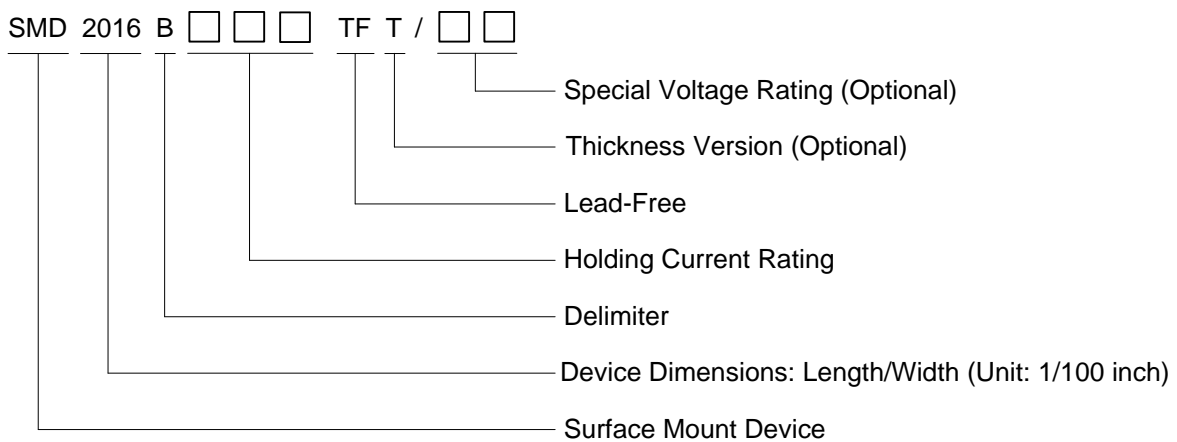 SMD 2016 B □ □ □ TF T / □ □
Special Voltage Rating (Optional)
Thickness Version (Optional)
Lead-Free
Holding Current Rating
Delimiter
Device Dimensions: Length/Width (Unit: 1/100 inch)
Surface Mount Device